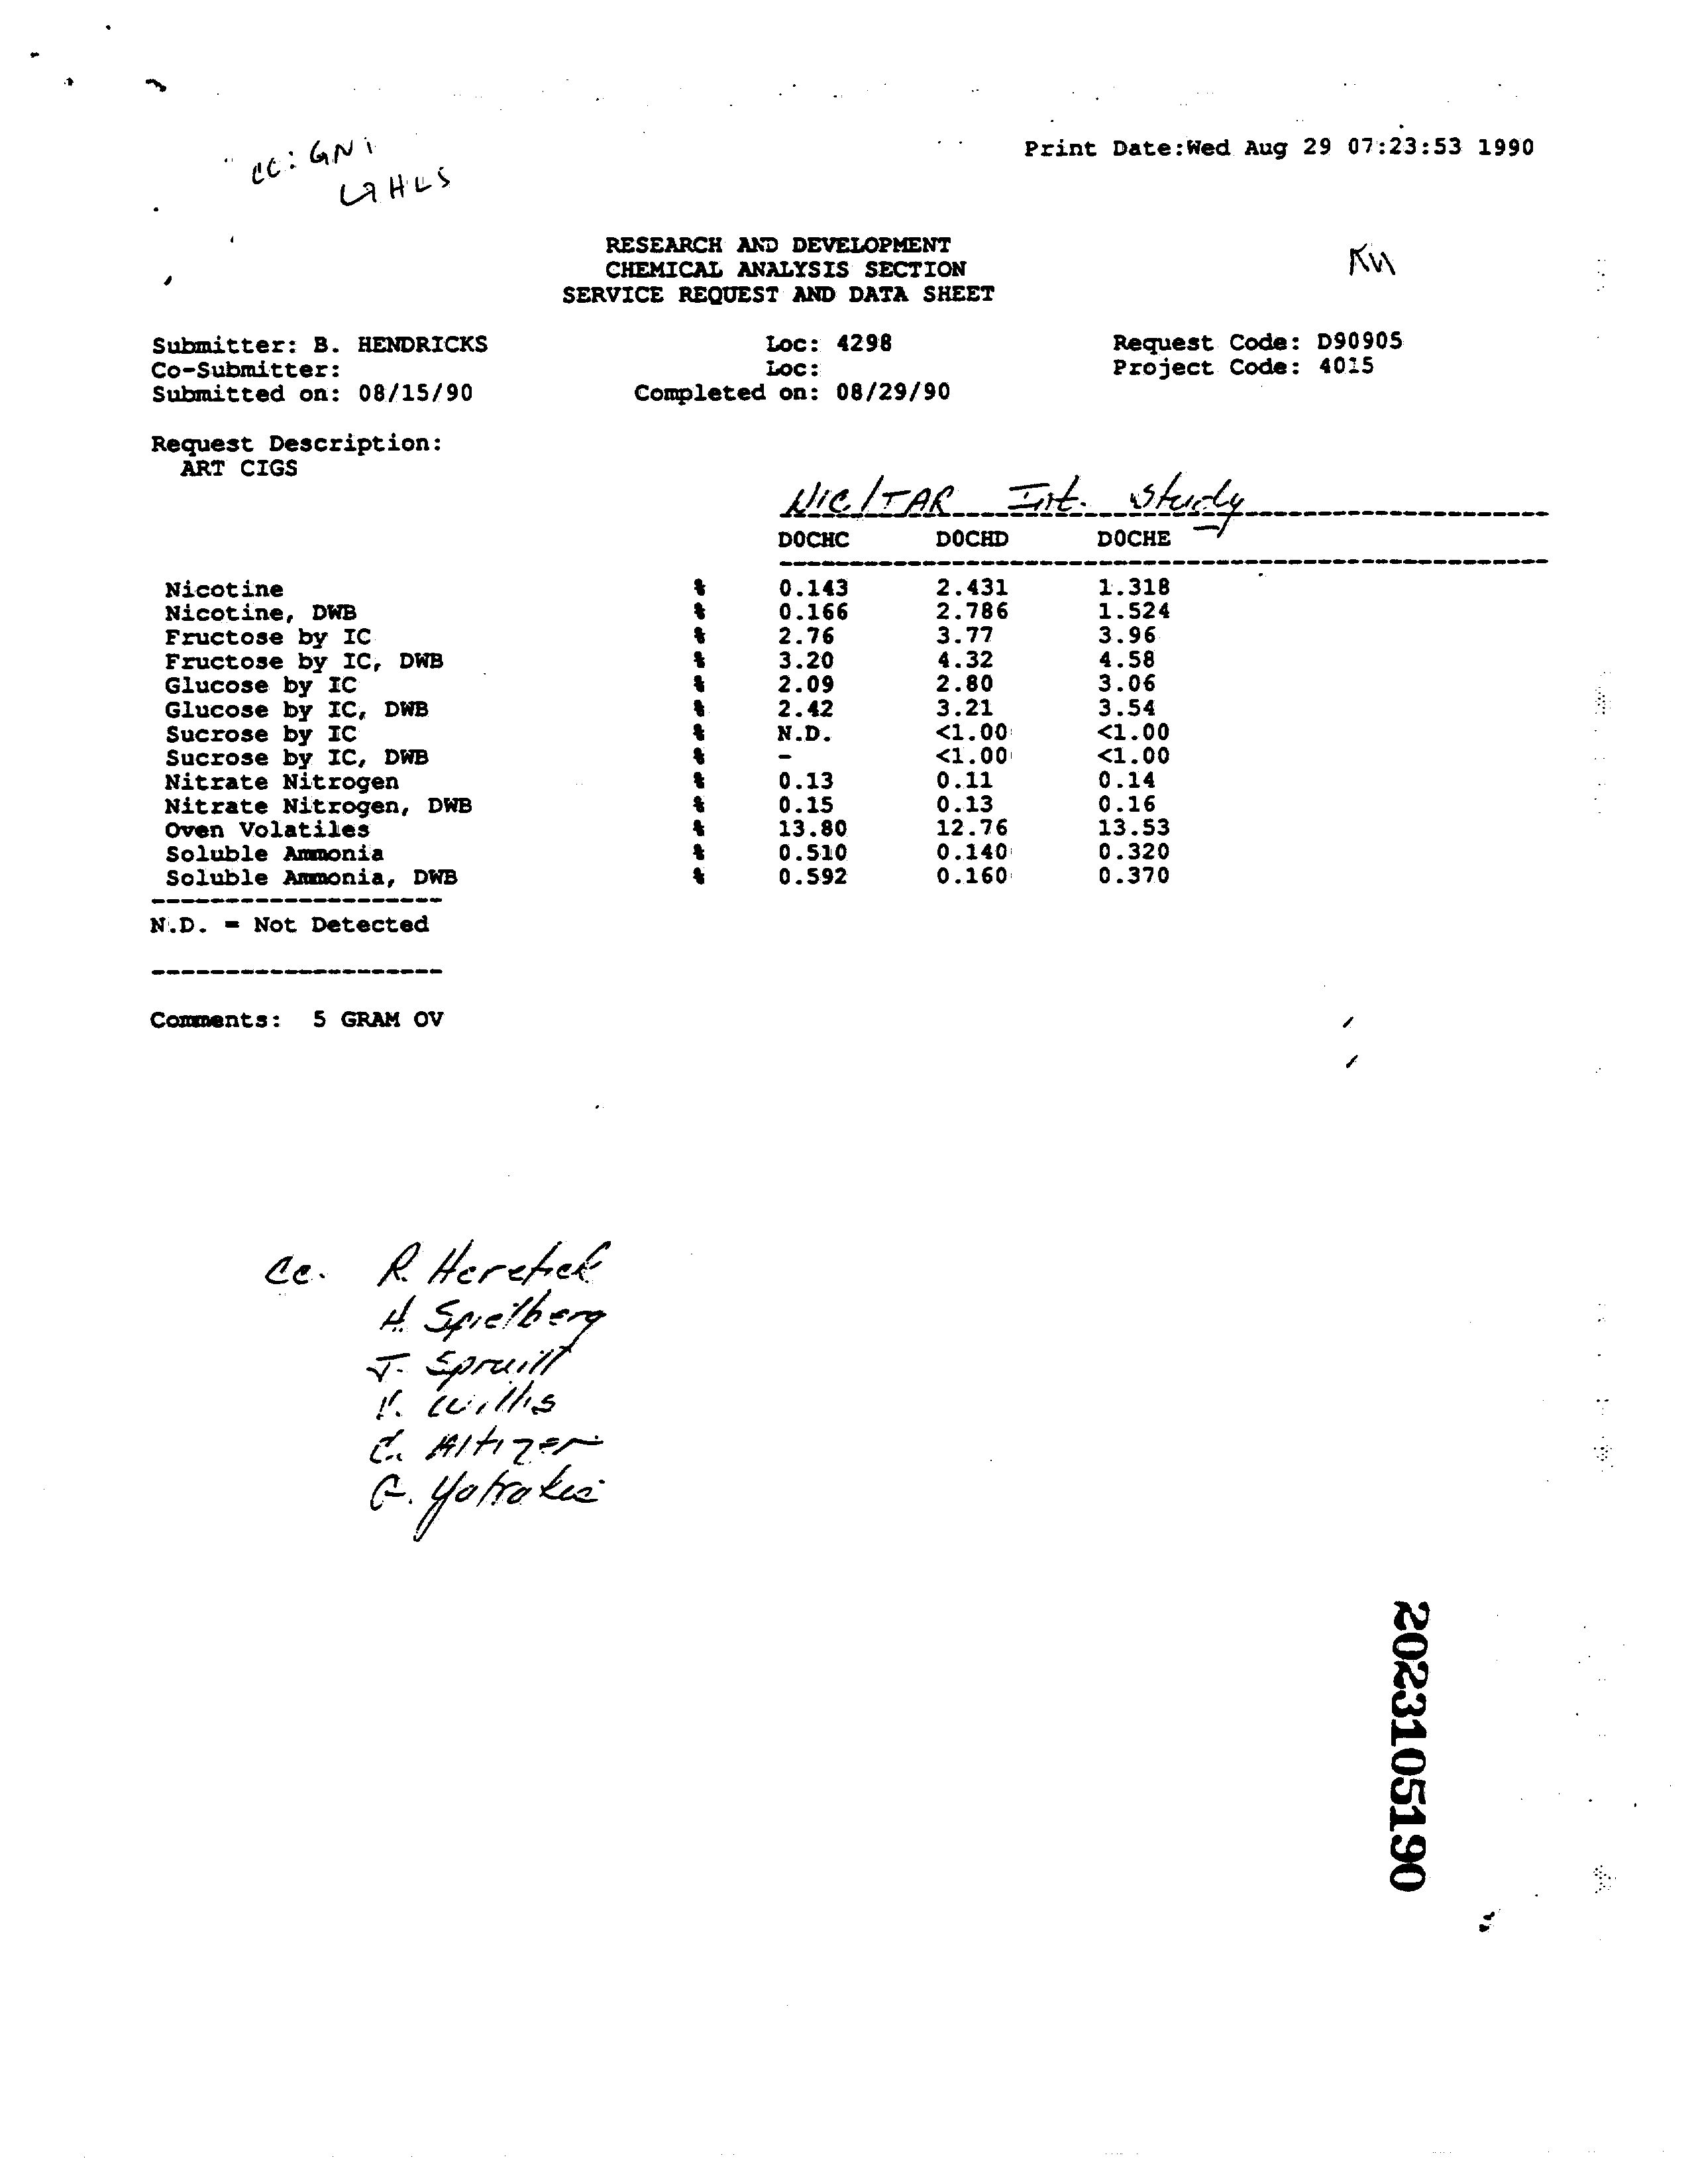 cc: GNi
Print Date:Wed Aug 29 07:23:53 1990
RESEARCH AND DEVELOPMENT
CHEMICAL ANALYSIS SECTION
SERVICE REQUEST AND DATA SHEET
Submitter: B. HENDRICKS Loc: 4298 Request Code: D90905
Co-Submitter: Loc: Project Code: 4015
Submitted on: 08/15/90 Completed on: 08/29/90
Request Description:
ART CIGS
NIC/TAR Int. Study
DOCHC DOCHD DOCHE
Nicotine % 0.143 2.431 1.318
Nicotine, DWB % 0.166 2.786 1.524
Fructose by IC % 2.76 3.77 3.96
Fructose by IC, DWB % 3.20 4.32 4.58
Glucose by IC % 2.09 2.80 3.06
Glucose by IC, DWB % 2.42 3.21 3.54
Sucrose by IC % N.D. <1.00 <1.00
Sucrose by IC, DWB % - <1.00 <1.00
Nitrate Nitrogen % 0.13 0.11 0.14
Nitrate Nitrogen, DWB % 0.15 0.13 0.16
Oven Volatiles % 13.80 12.76 13.53
Soluble Ammonia % 0.510 0.140 0.320
Soluble Ammonia, DWB % 0.592 0.160 0.370
N.D. = Not Detected
Comments: 5 GRAM OV
cc. R. Heretick
H. Spielberg
J. Spruill
Willis
C. Altizer
G. Yatrakis
2023105190